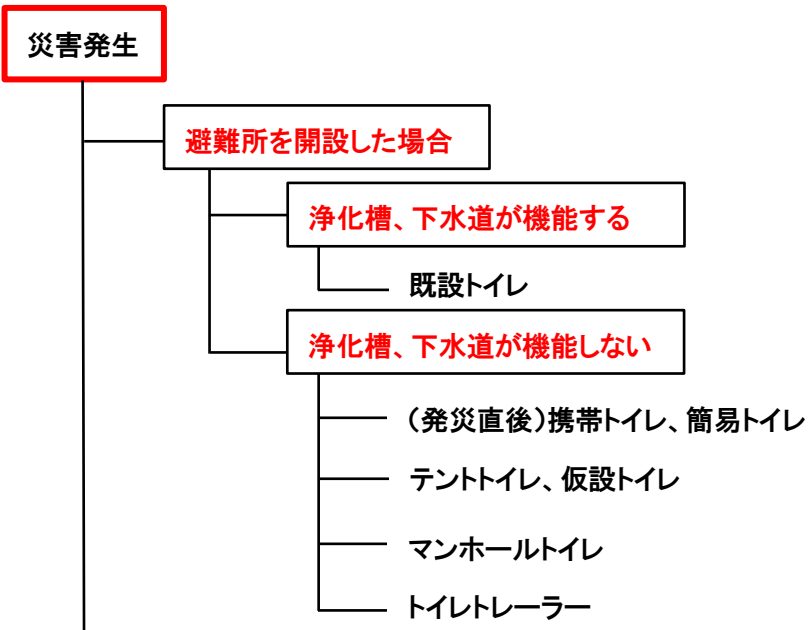 災害発生
避難所を開設した場合
浄化槽、下水道が機能する
既設トイレ
浄化槽、下水道が機能しない
（発災直後）携帯トイレ、簡易トイレ
テントトイレ、仮設トイレ
マンホールトイレ
トイレトレーラー